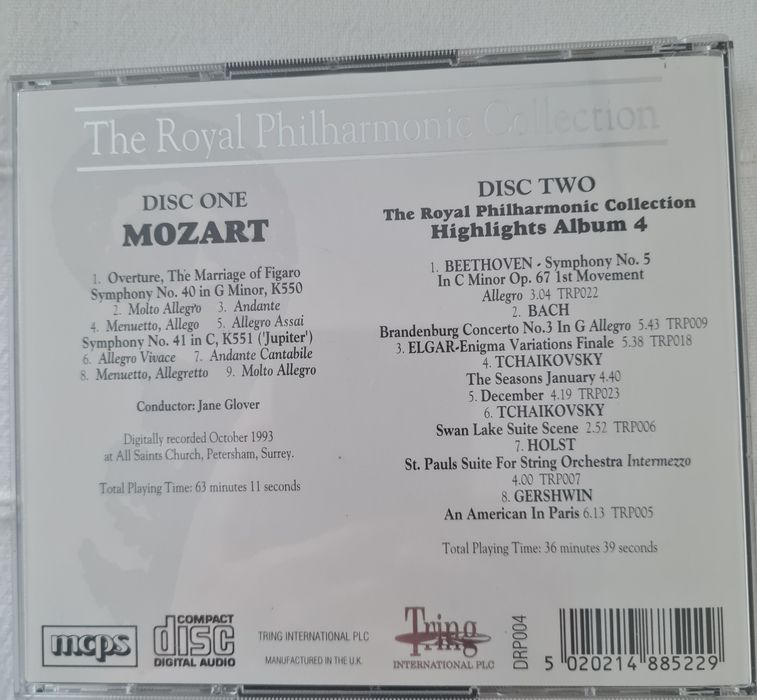 The Royal Philharmonic Collection
DISC ONE
MOZART
1. Overture, The Marriage of Figaro
Symphony No. 40 in G Minor, K550
2. Molto Allegro 3. Andante
4. Menuetto, Allego 5. Allegro Assai
Symphony No. 41 in C, K551 ('Jupiter')
6. Allegro Vivace 7. Andante Cantabile
8. Menuetto, Allegretto 9. Molto Allegro
Conductor: Jane Glover
Digitally recorded October 1993
at All Saints Church, Petersham, Surrey.
Total Playing Time: 63 minutes 11 seconds
DISC TWO
The Royal Philharmonic Collection
Highlights Album 4
1. BEETHOVEN - Symphony No. 5
In C Minor Op. 67 1st Movement
Allegro 3.04 TRP022
2. BACH
Brandenburg Concerto No.3 In G Allegro 5.43 TRP009
3. ELGAR-Enigma Variations Finale 5.38 TRP018
4. TCHAIKOVSKY
The Seasons January 4.40
5. December 4.19 TRP023
6. TCHAIKOVSKY
Swan Lake Suite Scene 2.52 TRP006
7. HOLST
St. Pauls Suite For String Orchestra Intermezzo
4.00 TRP007
8. GERSHWIN
An American In Paris 6.13 TRP005
Total Playing Time: 36 minutes 39 seconds
mcps
COMPACT
disc
DIGITAL AUDIO
TRING INTERNATIONAL PLC
MANUFACTURED IN THE U.K.
Tring
INTERNATIONAL PLC
DRP004
5 020214 885229